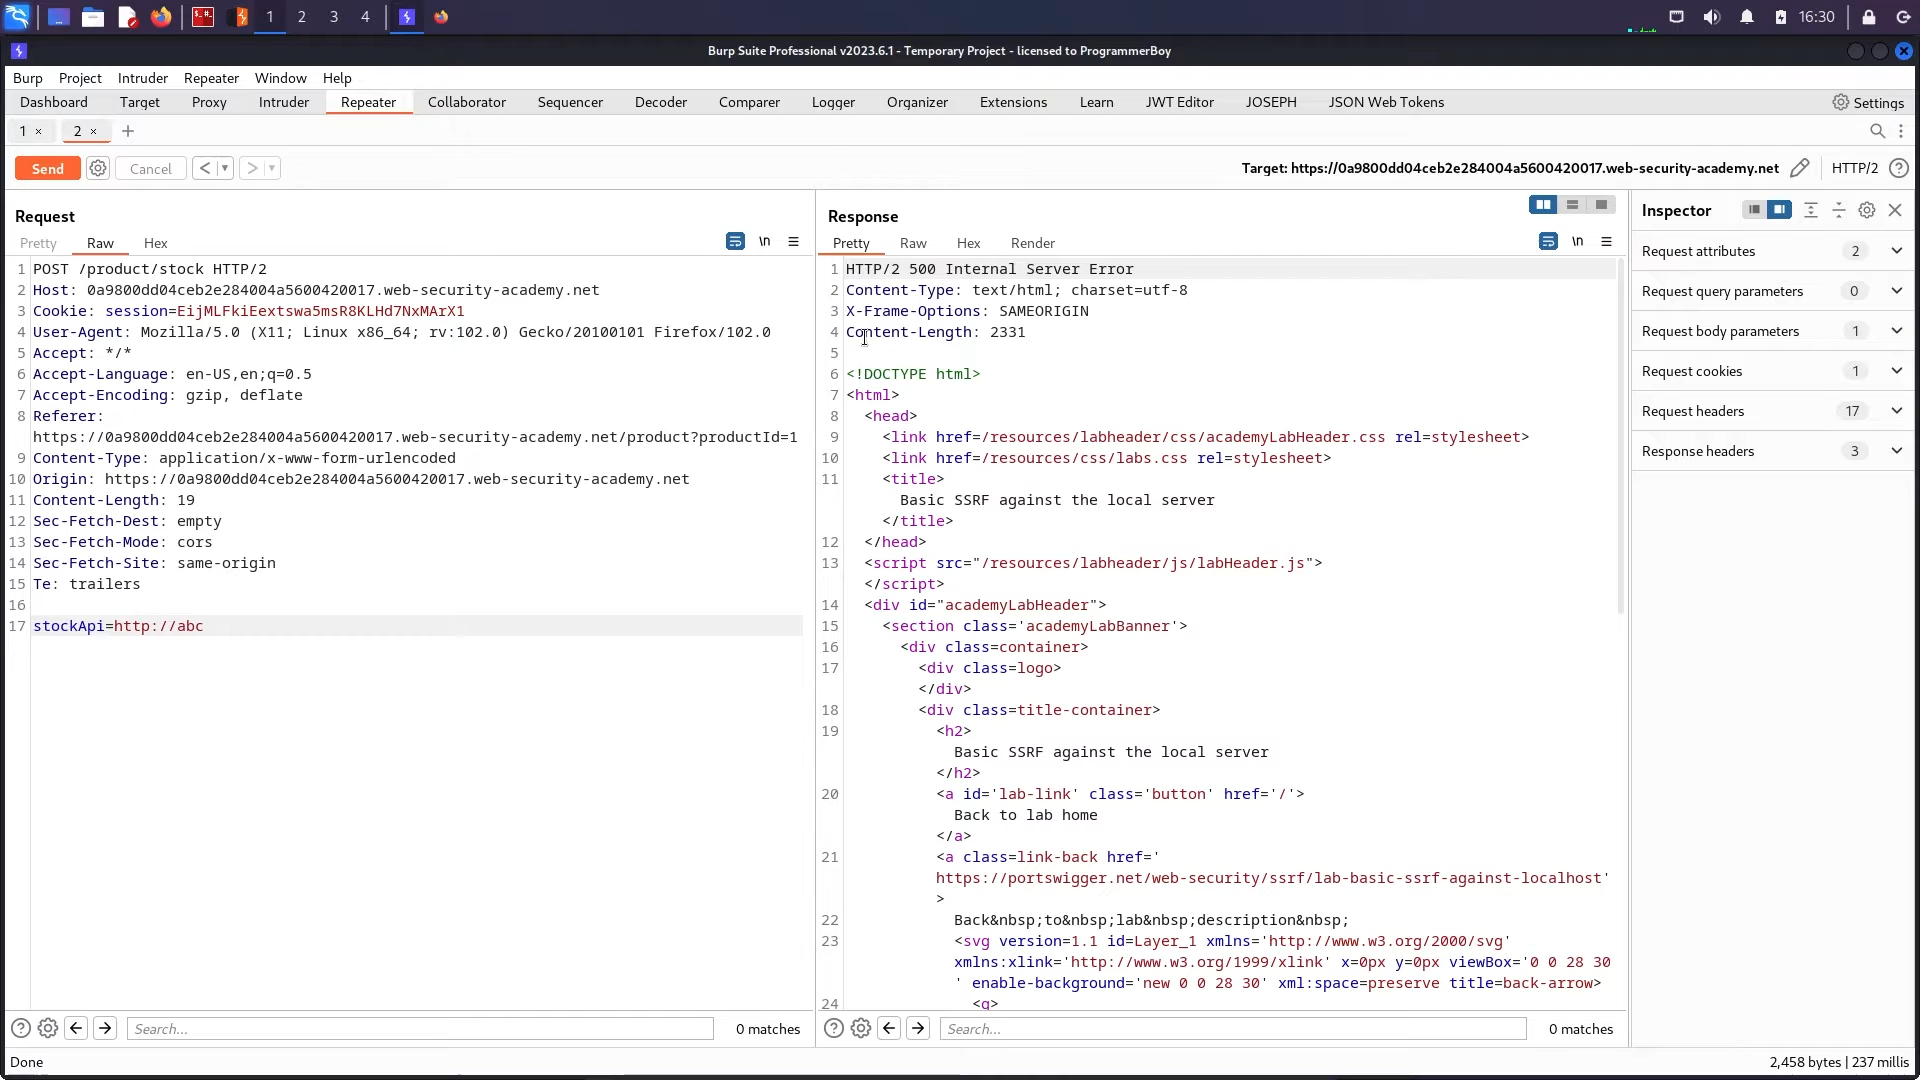 1 2 3 4 16:30
Burp Suite Professional v2023.6.1 - Temporary Project - licensed to ProgrammerBoy
Burp Project Intruder Repeater Window Help
Dashboard Target Proxy Intruder Repeater Collaborator Sequencer Decoder Comparer Logger Organizer Extensions Learn JWT Editor JOSEPH JSON Web Tokens Settings
1 × 2 × +
Send Cancel < > Target: https://0a9800dd04ceb2e284004a5600420017.web-security-academy.net HTTP/2 ?
Request
Pretty Raw Hex \n
1 POST /product/stock HTTP/2
2 Host: 0a9800dd04ceb2e284004a5600420017.web-security-academy.net
3 Cookie: session=EijMLFkiEextswa5msR8KLHd7NxMArX1
4 User-Agent: Mozilla/5.0 (X11; Linux x86_64; rv:102.0) Gecko/20100101 Firefox/102.0
5 Accept: */*
6 Accept-Language: en-US,en;q=0.5
7 Accept-Encoding: gzip, deflate
8 Referer:
https://0a9800dd04ceb2e284004a5600420017.web-security-academy.net/product?productId=1
9 Content-Type: application/x-www-form-urlencoded
10 Origin: https://0a9800dd04ceb2e284004a5600420017.web-security-academy.net
11 Content-Length: 19
12 Sec-Fetch-Dest: empty
13 Sec-Fetch-Mode: cors
14 Sec-Fetch-Site: same-origin
15 Te: trailers
16
17 stockApi=http://abc
Search... 0 matches
Response
Pretty Raw Hex Render \n
1 HTTP/2 500 Internal Server Error
2 Content-Type: text/html; charset=utf-8
3 X-Frame-Options: SAMEORIGIN
4 Content-Length: 2331
5
6 <!DOCTYPE html>
7 <html>
8 <head>
9 <link href=/resources/labheader/css/academyLabHeader.css rel=stylesheet>
10 <link href=/resources/css/labs.css rel=stylesheet>
11 <title>
Basic SSRF against the local server
</title>
12 </head>
13 <script src="/resources/labheader/js/labHeader.js">
</script>
14 <div id="academyLabHeader">
15 <section class='academyLabBanner'>
16 <div class=container>
17 <div class=logo>
</div>
18 <div class=title-container>
19 <h2>
Basic SSRF against the local server
</h2>
20 <a id='lab-link' class='button' href='/'>
Back to lab home
</a>
21 <a class=link-back href='
https://portswigger.net/web-security/ssrf/lab-basic-ssrf-against-localhost'
>
22 Back&nbsp;to&nbsp;lab&nbsp;description&nbsp;
23 <svg version=1.1 id=Layer_1 xmlns='http://www.w3.org/2000/svg'
xmlns:xlink='http://www.w3.org/1999/xlink' x=0px y=0px viewBox='0 0 28 30
' enable-background='new 0 0 28 30' xml:space=preserve title=back-arrow>
24 <g>
Search... 0 matches
Inspector
Request attributes 2
Request query parameters 0
Request body parameters 1
Request cookies 1
Request headers 17
Response headers 3
Done 2,458 bytes | 237 millis